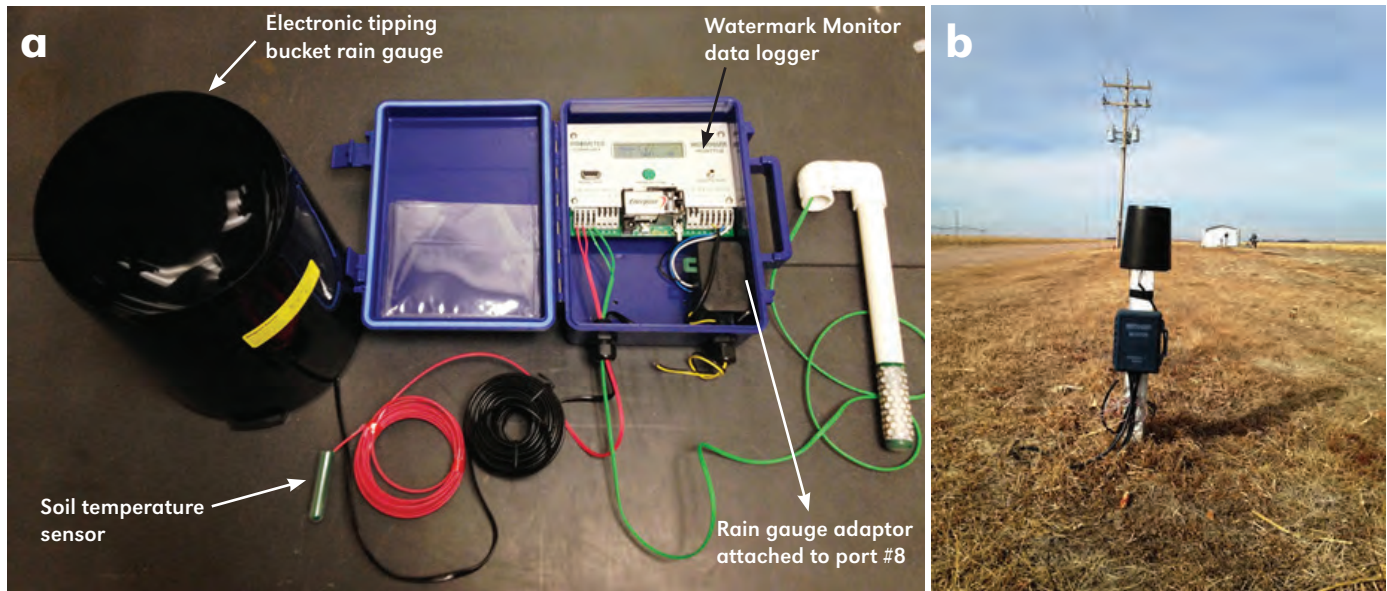 a
Electronic tipping
bucket rain gauge
Watermark Monitor
data logger
Soil temperature
sensor
Rain gauge adaptor
attached to port #8
Energizer
b